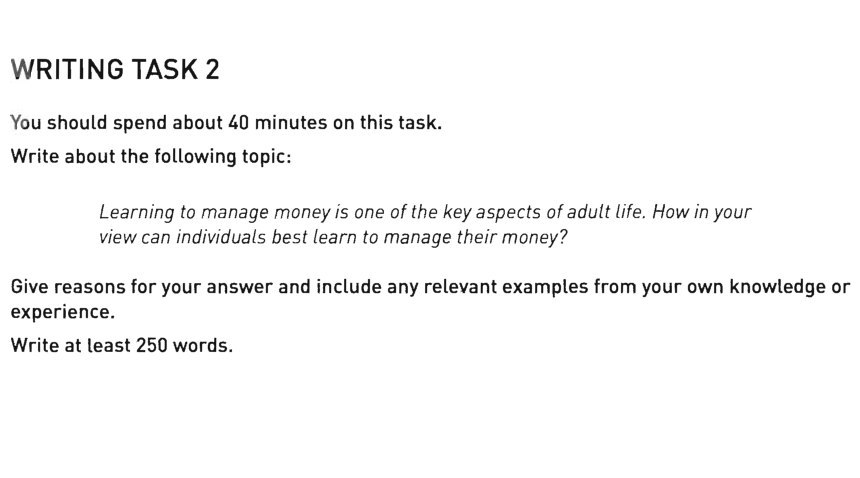 WRITING TASK 2
You should spend about 40 minutes on this task.
Write about the following topic:
Learning to manage money is one of the key aspects of adult life. How in your
view can individuals best learn to manage their money?
Give reasons for your answer and include any relevant examples from your own knowledge or
experience.
Write at least 250 words.